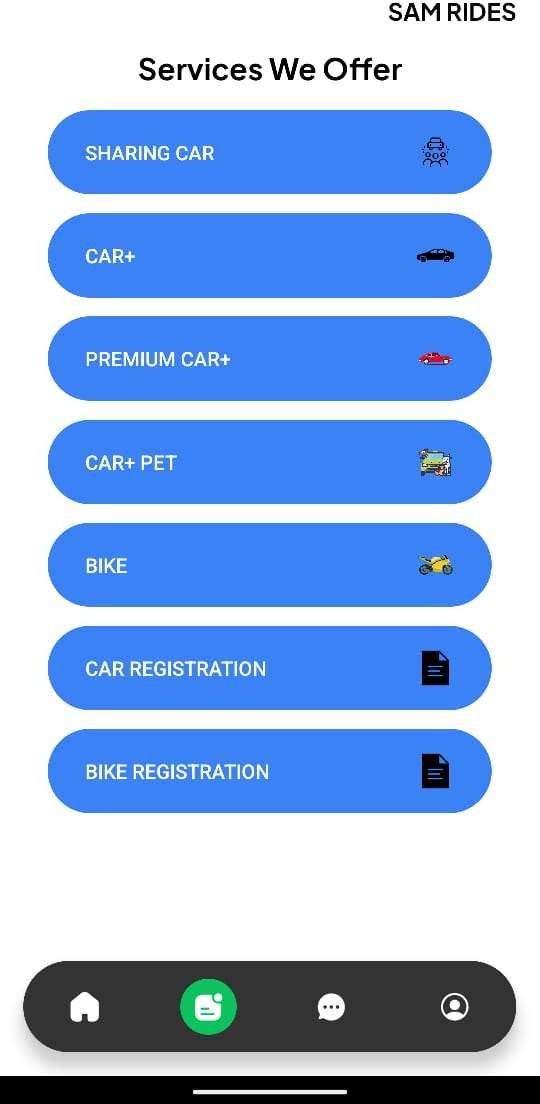 SAM RIDES
Services We Offer
SHARING CAR
CAR+
PREMIUM CAR+
CAR+ PET
BIKE
CAR REGISTRATION
BIKE REGISTRATION